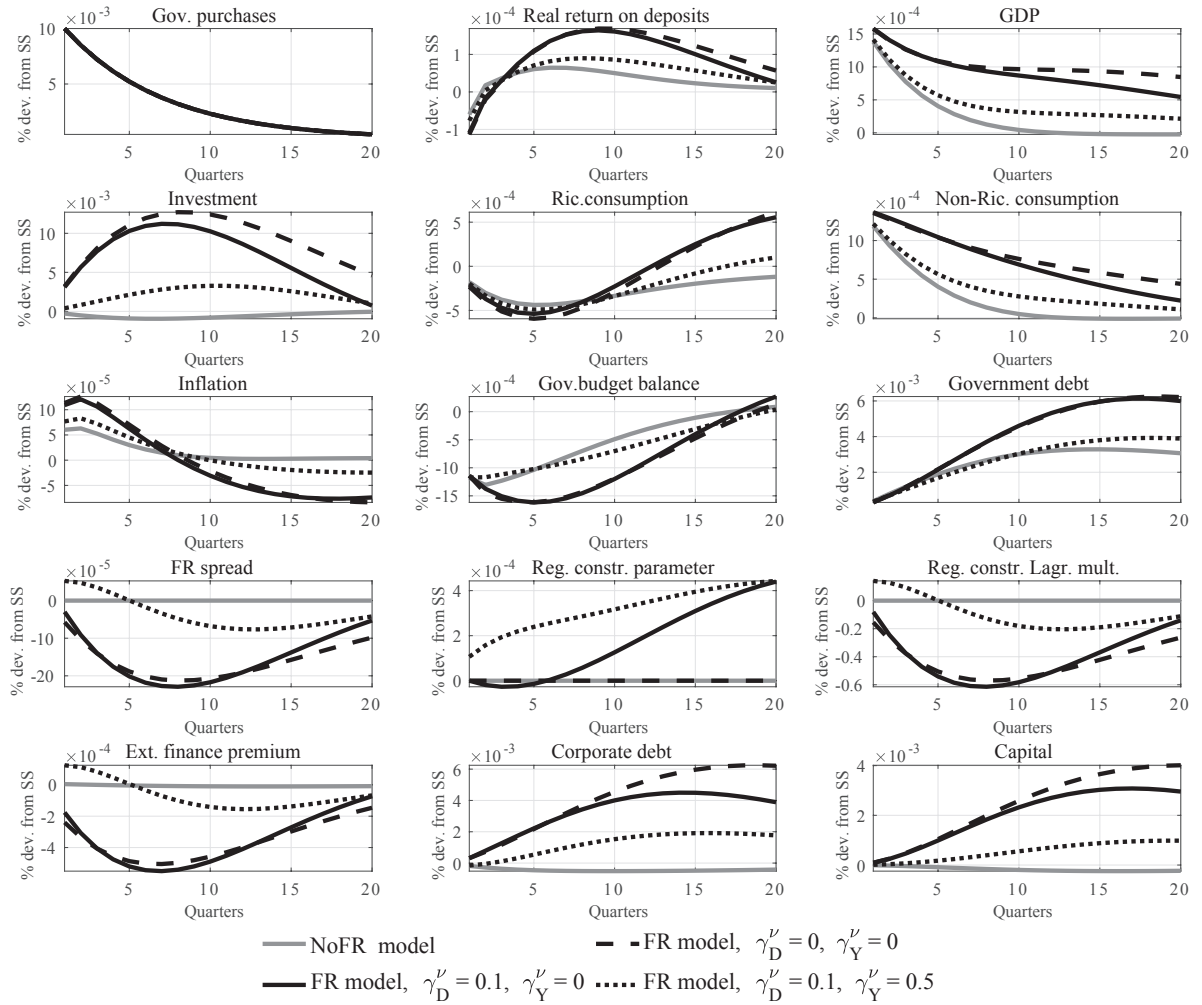 Gov. purchases
×10⁻³
10
5
% dev. from SS
5 10 15 20
Quarters
Real return on deposits
×10⁻⁴
1
0
-1
% dev. from SS
5 10 15 20
Quarters
GDP
×10⁻⁴
15
10
5
0
% dev. from SS
5 10 15 20
Quarters
Investment
×10⁻³
10
5
0
% dev. from SS
5 10 15 20
Quarters
Ric.consumption
×10⁻⁴
5
0
-5
% dev. from SS
5 10 15 20
Quarters
Non-Ric. consumption
×10⁻⁴
10
5
0
% dev. from SS
5 10 15 20
Quarters
Inflation
×10⁻⁵
10
5
0
-5
% dev. from SS
5 10 15 20
Quarters
Gov.budget balance
×10⁻⁴
0
-5
-10
-15
% dev. from SS
5 10 15 20
Quarters
Government debt
×10⁻³
6
4
2
% dev. from SS
5 10 15 20
Quarters
FR spread
×10⁻⁵
0
-10
-20
% dev. from SS
5 10 15 20
Quarters
Reg. constr. parameter
×10⁻⁴
4
2
0
% dev. from SS
5 10 15 20
Quarters
Reg. constr. Lagr. mult.
0
-0.2
-0.4
-0.6
% dev. from SS
5 10 15 20
Quarters
Ext. finance premium
×10⁻⁴
0
-2
-4
% dev. from SS
5 10 15 20
Quarters
Corporate debt
×10⁻³
6
4
2
0
% dev. from SS
5 10 15 20
Quarters
Capital
×10⁻³
4
2
0
% dev. from SS
5 10 15 20
Quarters
NoFR model
FR model, γ_D^ν = 0, γ_Y^ν = 0
FR model, γ_D^ν = 0.1, γ_Y^ν = 0
FR model, γ_D^ν = 0.1, γ_Y^ν = 0.5